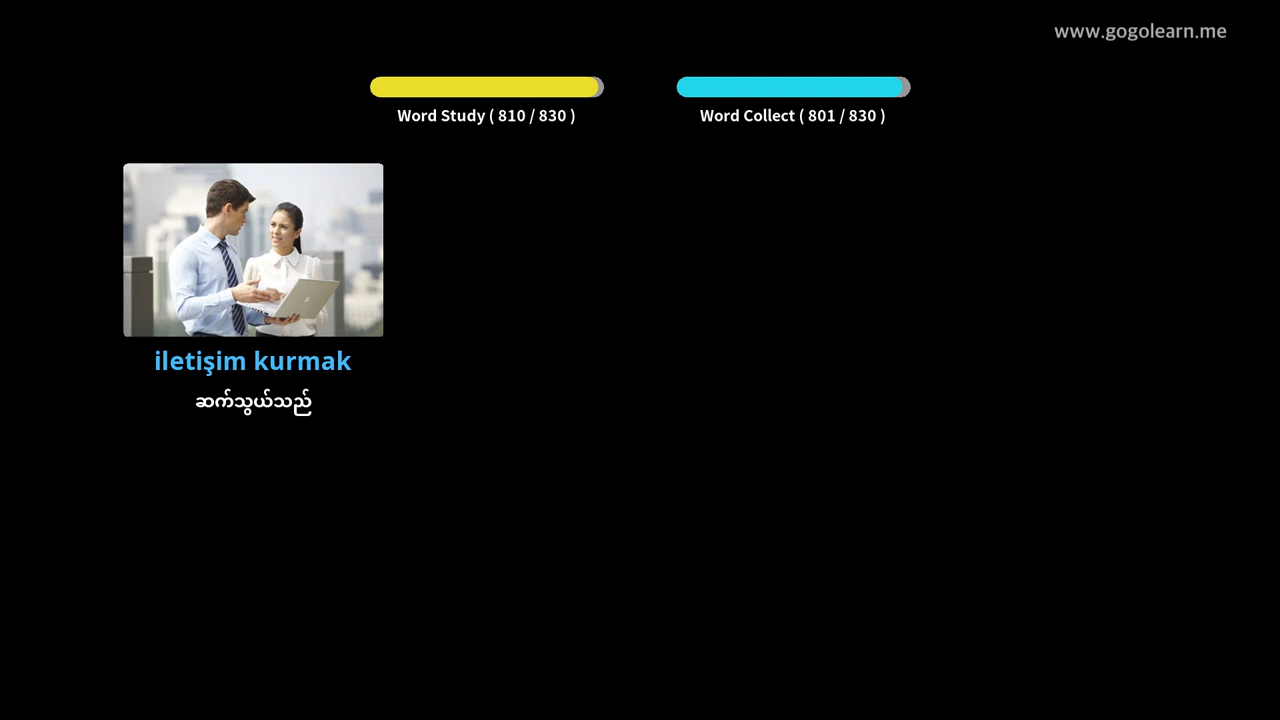 www.gogolearn.me
Word Study ( 810 / 830 )
Word Collect ( 801 / 830 )
iletişim kurmak
ဆက်သွယ်သည်